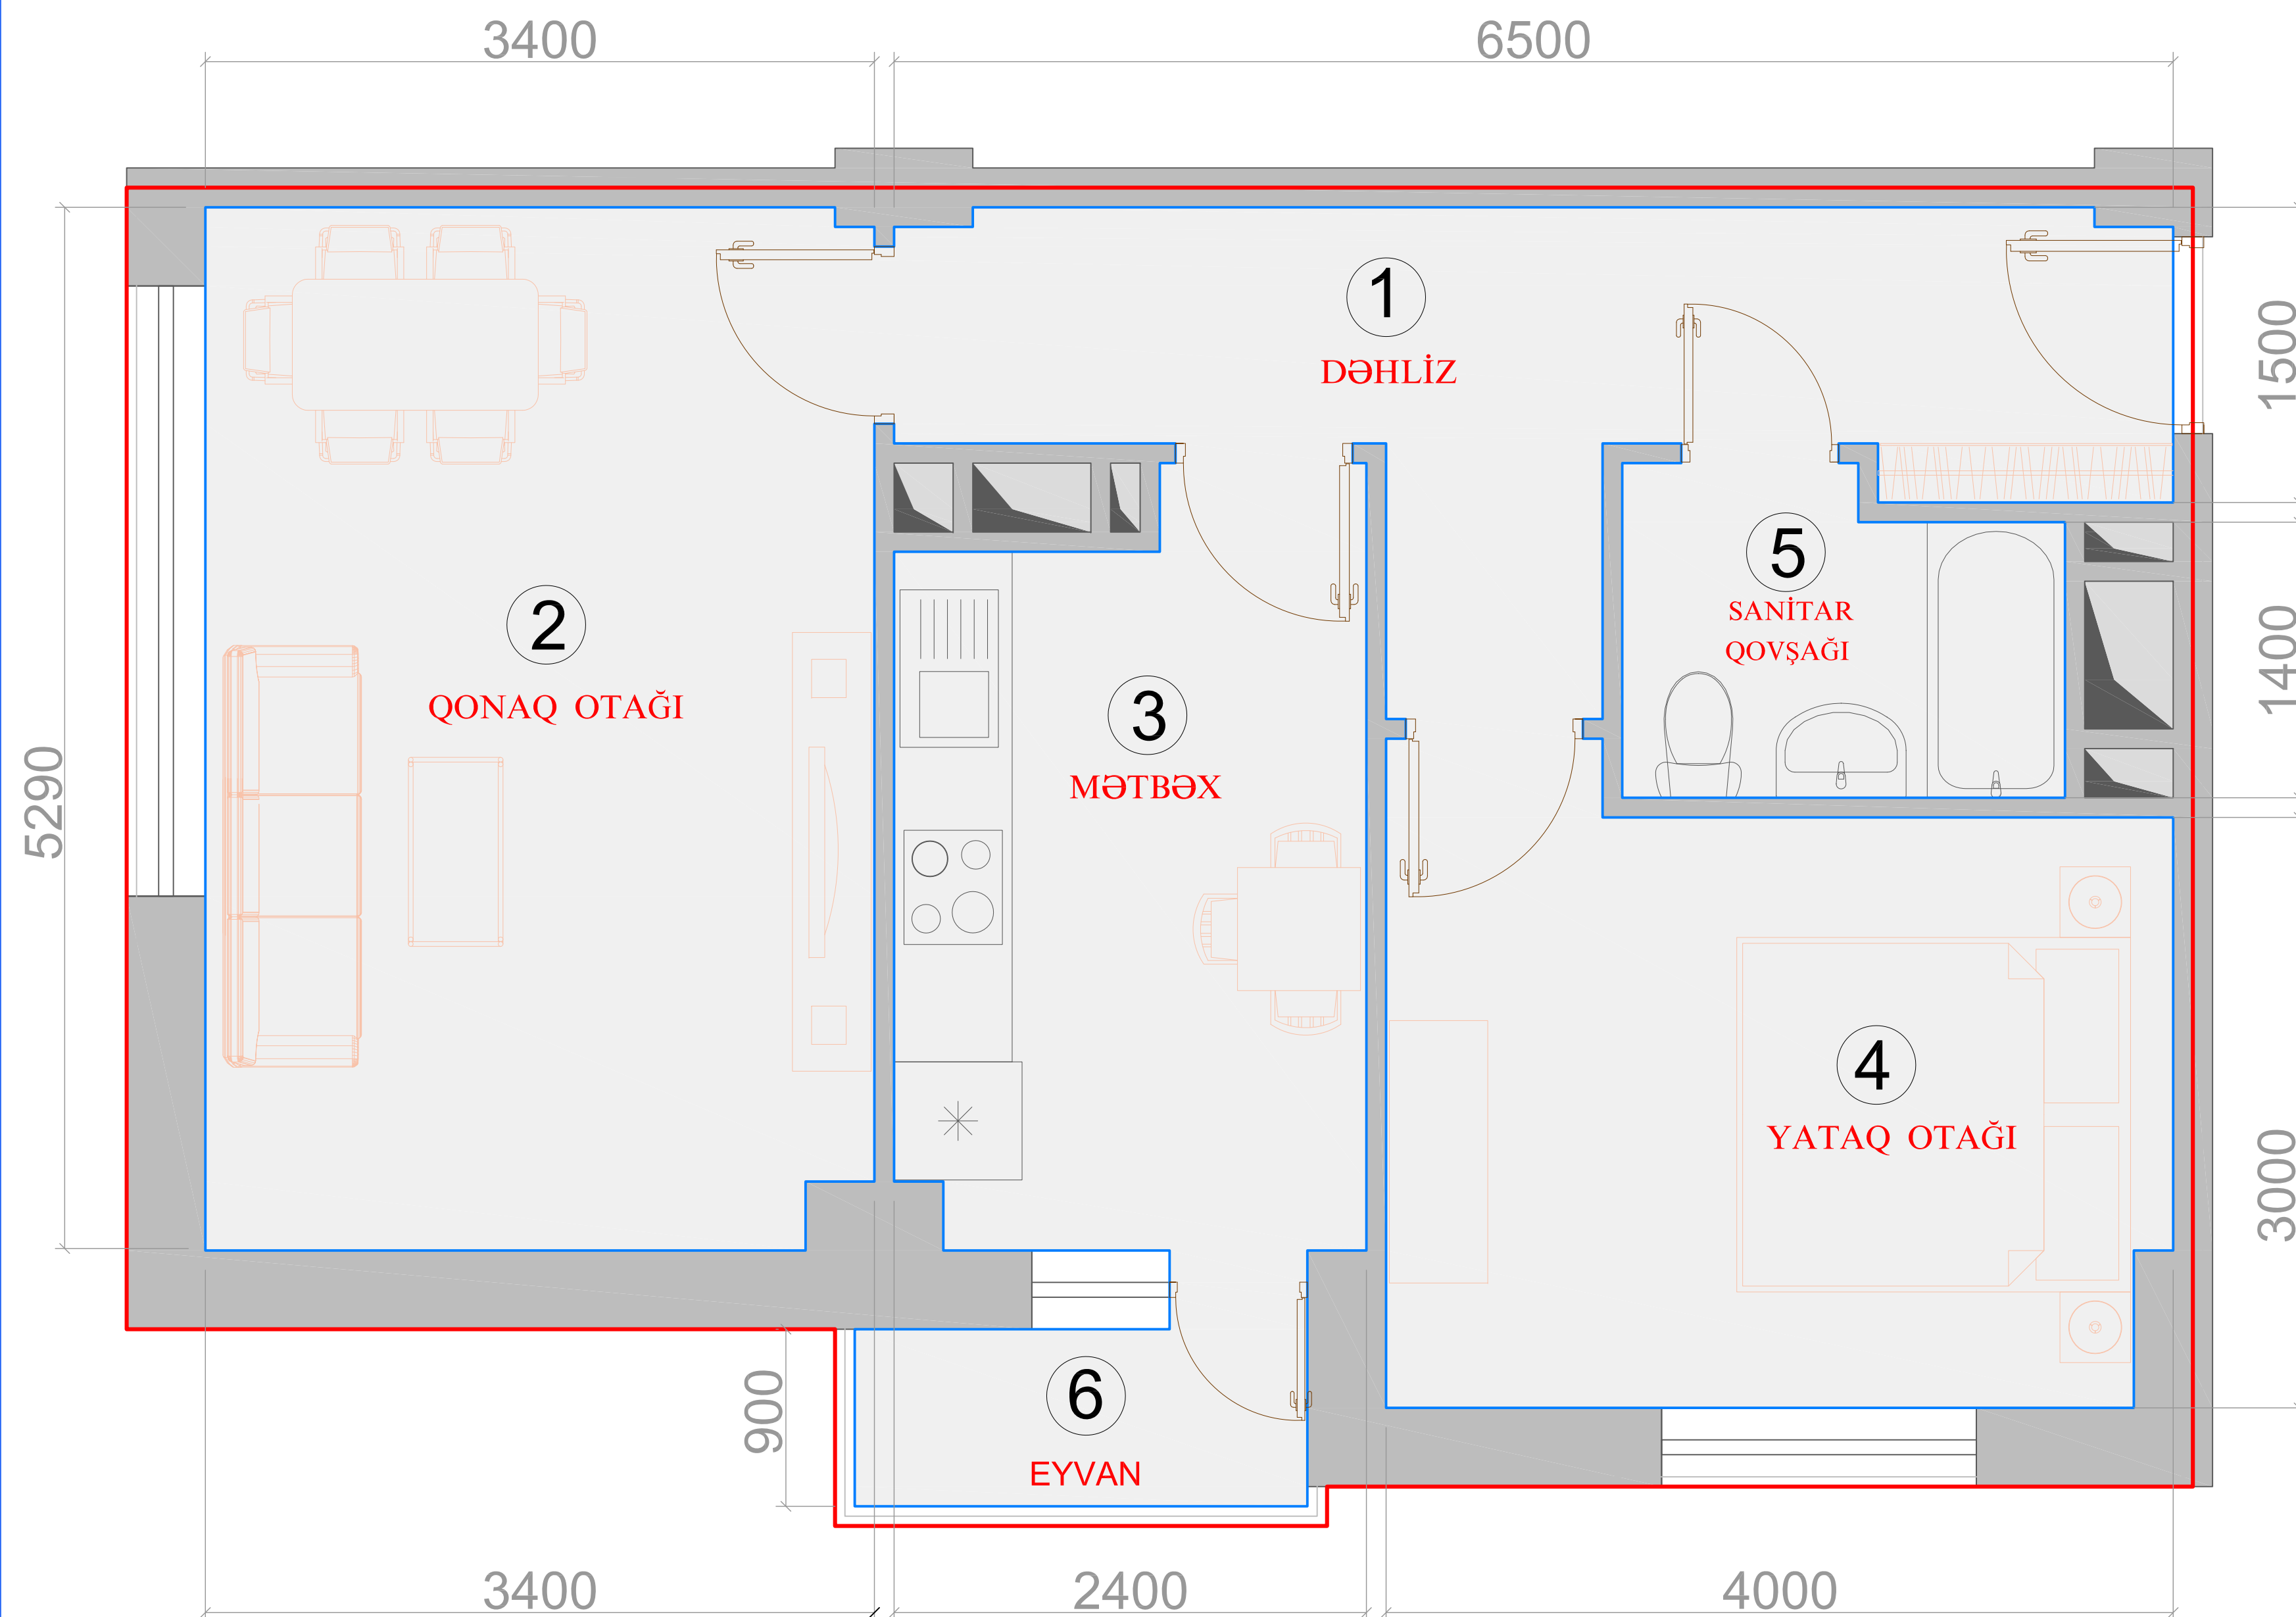 3400
6500
1
DƏHLİZ
1500
2
QONAQ OTAĞI
3
MƏTBƏX
5
SANİTAR
QOVŞAĞI
1400
5290
4
YATAQ OTAĞI
3000
6
EYVAN
900
3400
2400
4000